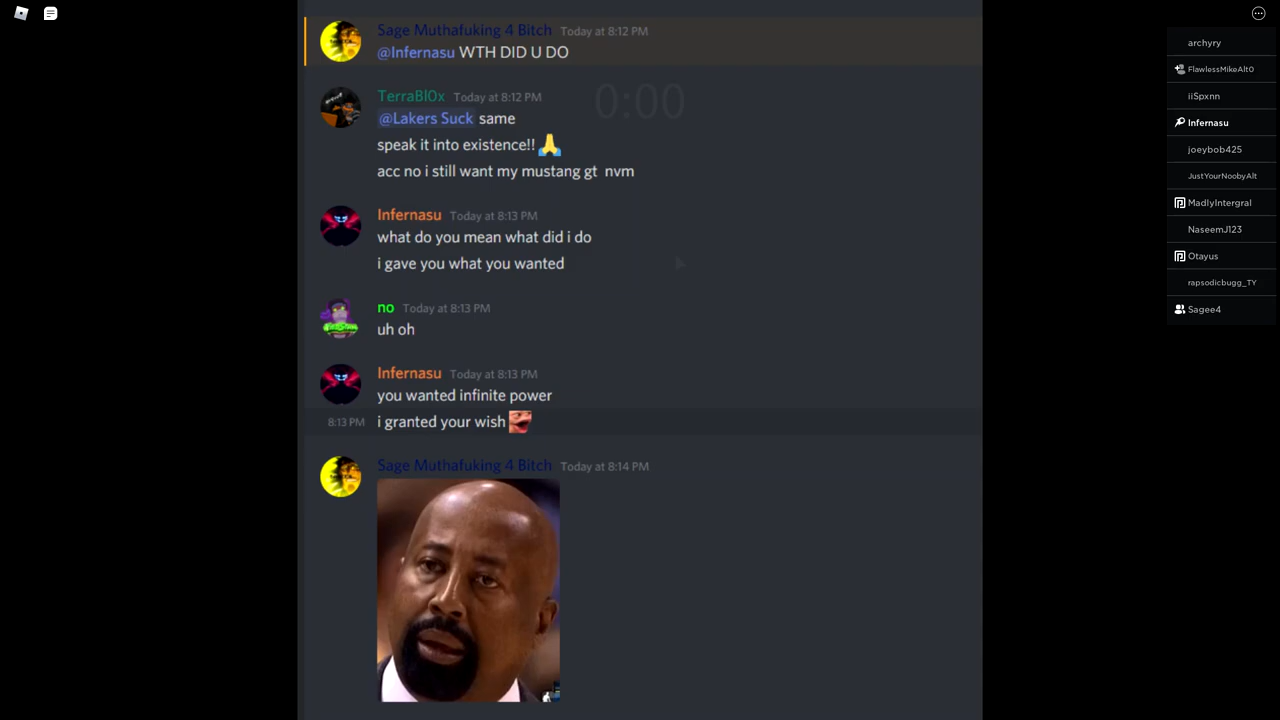 Sage Muthafuking 4 Bitch Today at 8:12 PM
@Infernasu WTH DID U DO
TerraBl0x Today at 8:12 PM
0:00
@Lakers Suck same
speak it into existence!!
acc no i still want my mustang gt nvm
Infernasu Today at 8:13 PM
what do you mean what did i do
i gave you what you wanted
no Today at 8:13 PM
uh oh
Infernasu Today at 8:13 PM
you wanted infinite power
8:13 PM i granted your wish
Sage Muthafuking 4 Bitch Today at 8:14 PM
archyry
FlawlessMikeAlt0
iiSpxnn
Infernasu
joeybob425
JustYourNoobyAlt
MadlyIntergral
NaseemJ123
Otayus
rapsodicbugg_TY
Sagee4